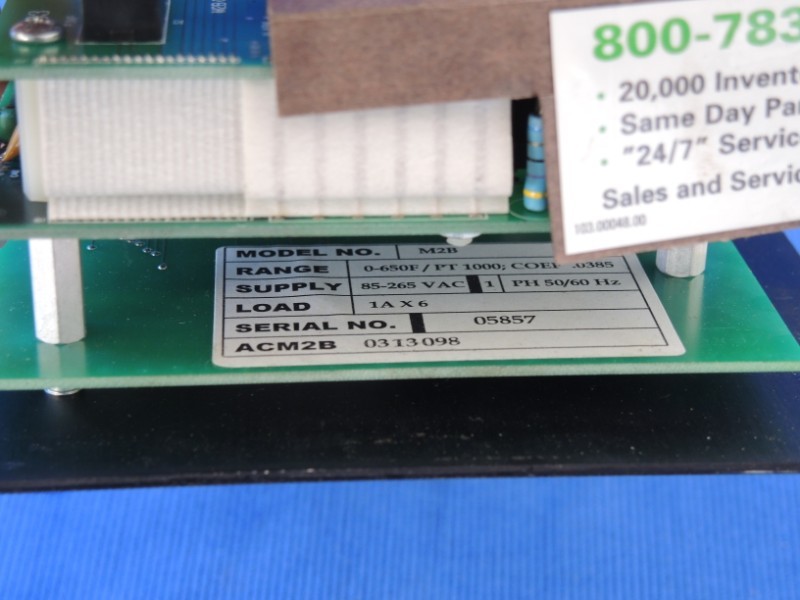 800-783
• 20,000 Invent
• Same Day Par
• "24/7" Servic
Sales and Servic
103.00048.00
MODEL NO. M2B
RANGE 0-650F / PT 1000; COEF .0385
SUPPLY 85-265 VAC 1 PH 50/60 Hz
LOAD 1A X 6
SERIAL NO. 05857
ACM2B 0313098